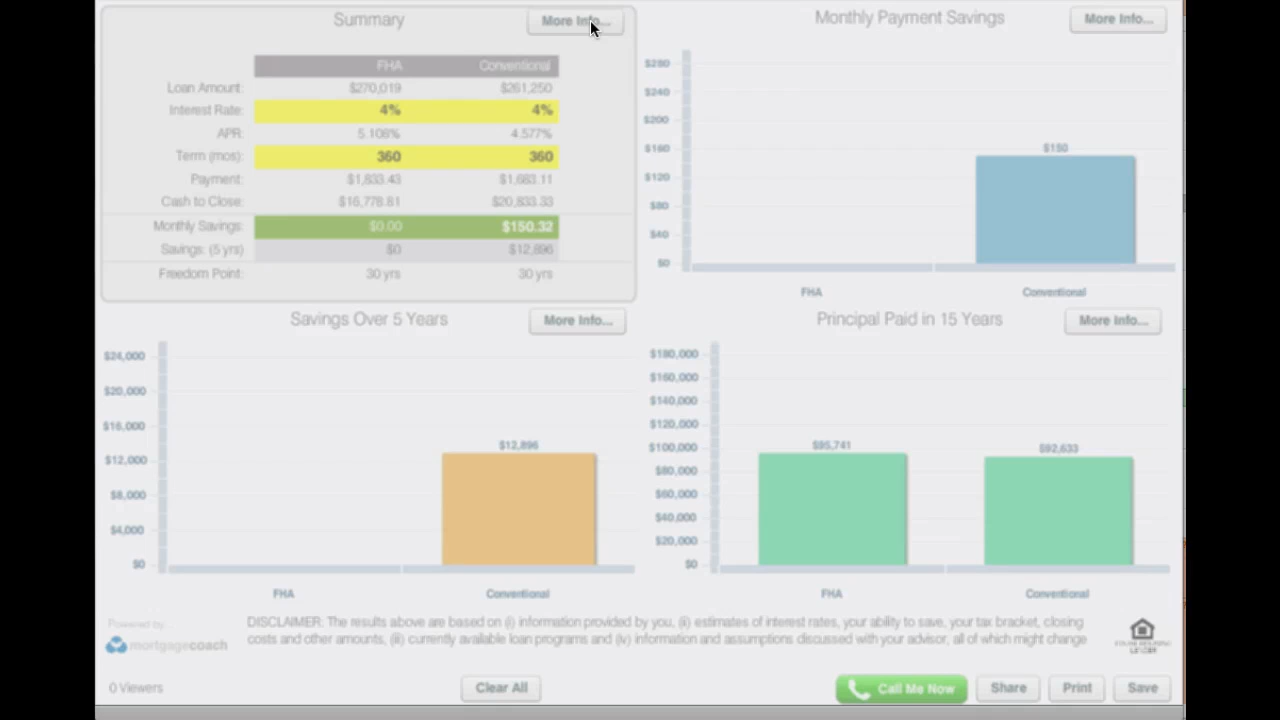 Summary
More Info...
FHA Conventional
Loan Amount: $270,019 $261,250
Interest Rate: 4% 4%
APR: 5.108% 4.577%
Term (mos): 360 360
Payment: $1,833.43 $1,683.11
Cash to Close: $16,778.81 $20,833.33
Monthly Savings: $0.00 $150.32
Savings: (5 yrs) $0 $12,896
Freedom Point: 30 yrs 30 yrs
Monthly Payment Savings
More Info...
$280
$240
$200
$160
$120
$80
$40
$0
$150
FHA Conventional
Savings Over 5 Years
More Info...
$24,000
$20,000
$16,000
$12,000
$8,000
$4,000
$0
$12,896
FHA Conventional
Principal Paid in 15 Years
More Info...
$180,000
$160,000
$140,000
$120,000
$100,000
$80,000
$60,000
$40,000
$20,000
$0
$95,741 $92,633
FHA Conventional
Powered by...
mortgagecoach
DISCLAIMER: The results above are based on (i) information provided by you, (ii) estimates of interest rates, your ability to save, your tax bracket, closing
costs and other amounts, (iii) currently available loan programs and (iv) information and assumptions discussed with your advisor, all of which might change
EQUAL HOUSING
LENDER
0 Viewers
Clear All
Call Me Now
Share
Print
Save